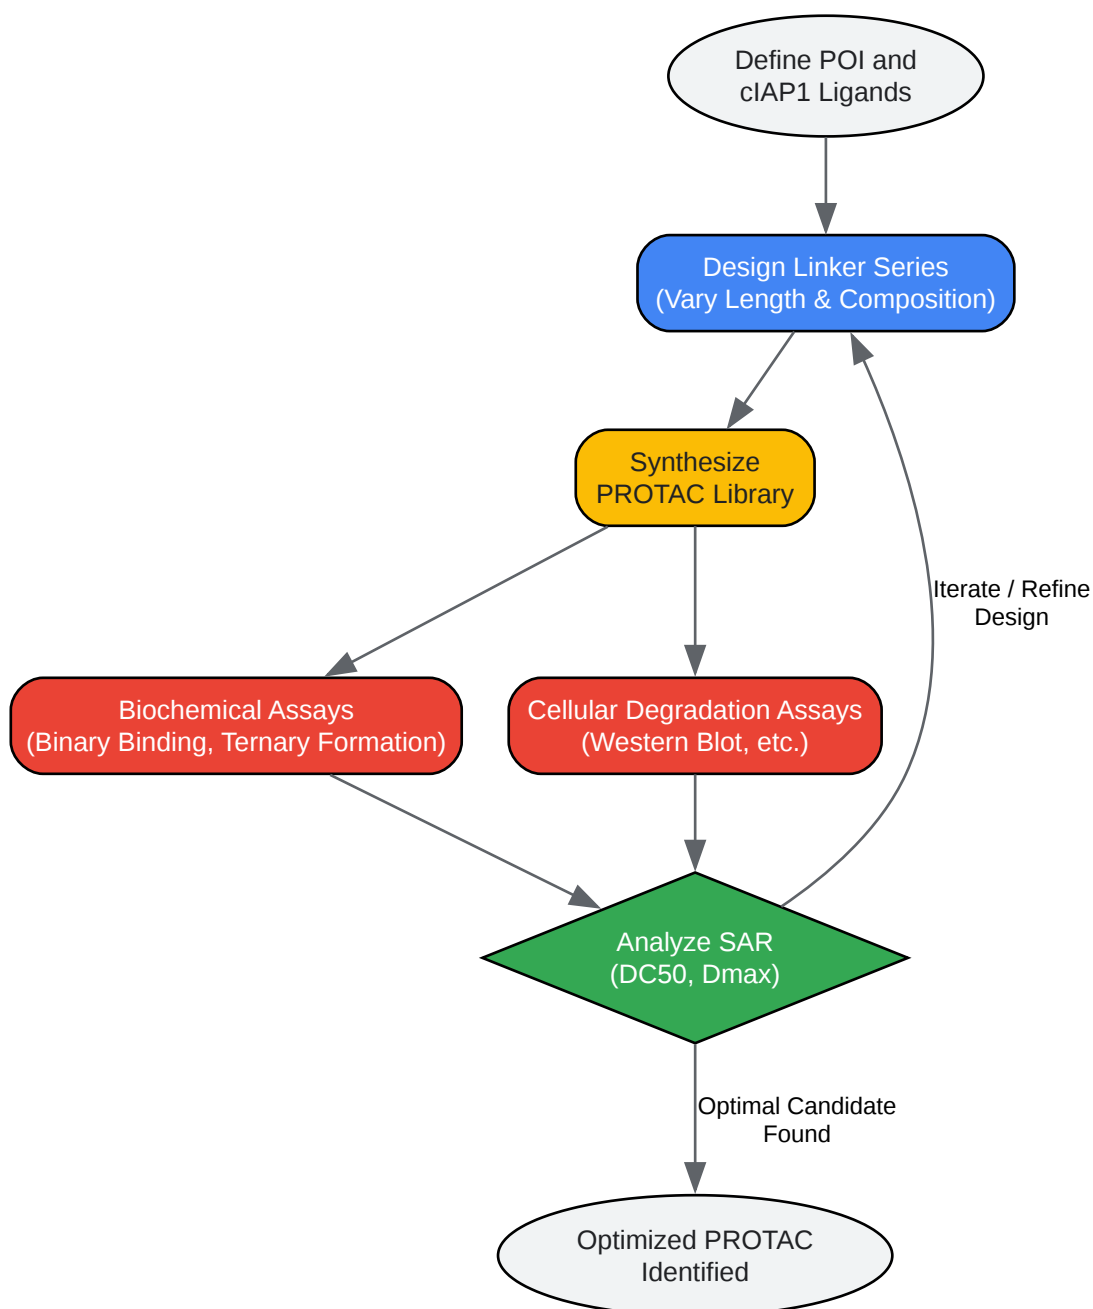 Define POI and
cIAP1 Ligands
Design Linker Series
(Vary Length & Composition)
Synthesize
PROTAC Library
Iterate / Refine
Design
Biochemical Assays
(Binary Binding, Ternary Formation)
Cellular Degradation Assays
(Western Blot, etc.)
Analyze SAR
(DC50, Dmax)
Optimal Candidate
Found
Optimized PROTAC
Identified